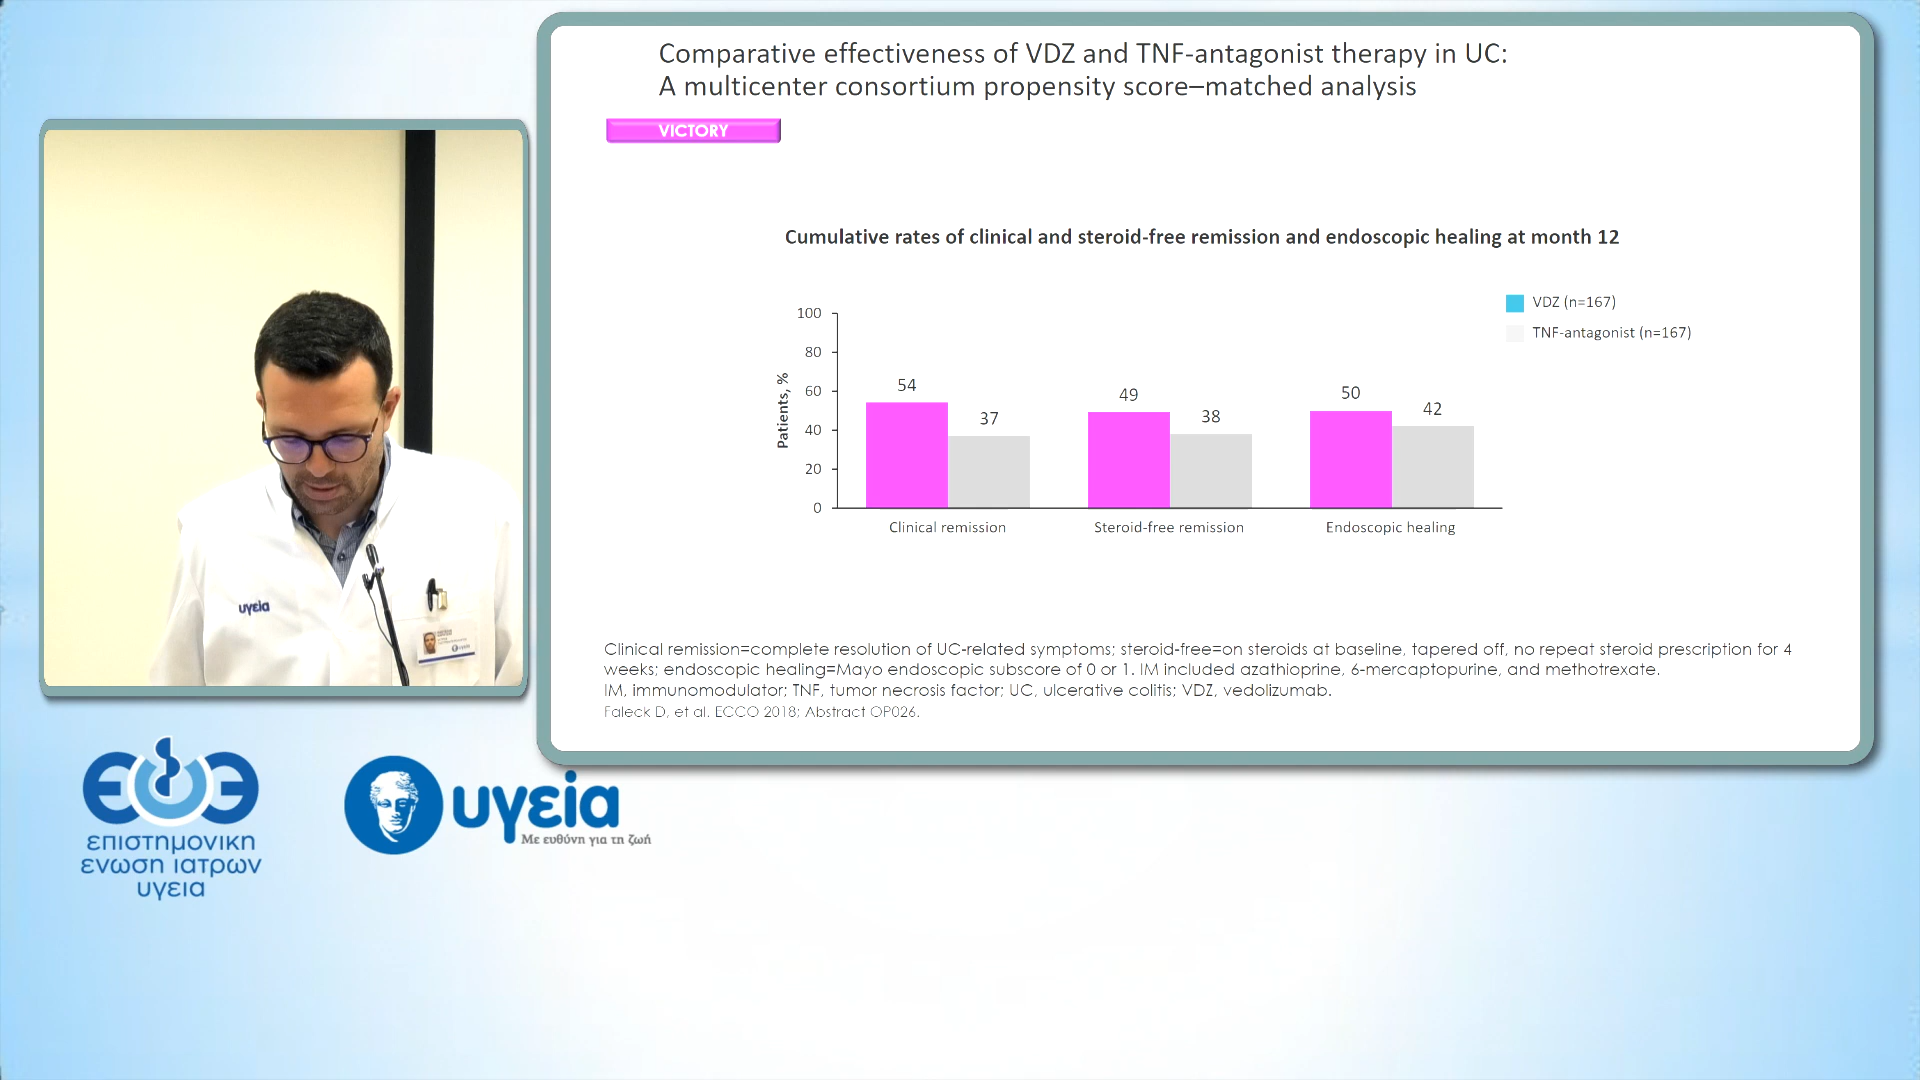 Comparative effectiveness of VDZ and TNF-antagonist therapy in UC:
A multicenter consortium propensity score–matched analysis
VICTORY
Cumulative rates of clinical and steroid-free remission and endoscopic healing at month 12
VDZ (n=167)
TNF-antagonist (n=167)
Patients, %
100
80
60
40
20
0
54
37
49
38
50
42
Clinical remission
Steroid-free remission
Endoscopic healing
Clinical remission=complete resolution of UC-related symptoms; steroid-free=on steroids at baseline, tapered off, no repeat steroid prescription for 4
weeks; endoscopic healing=Mayo endoscopic subscore of 0 or 1. IM included azathioprine, 6-mercaptopurine, and methotrexate.
IM, immunomodulator; TNF, tumor necrosis factor; UC, ulcerative colitis; VDZ, vedolizumab.
Faleck D, et al. ECCO 2018; Abstract OP026.
υγεία
επιστημονικη
ενωση ιατρων
υγεια
υγεία
Με ευθύνη για τη ζωή